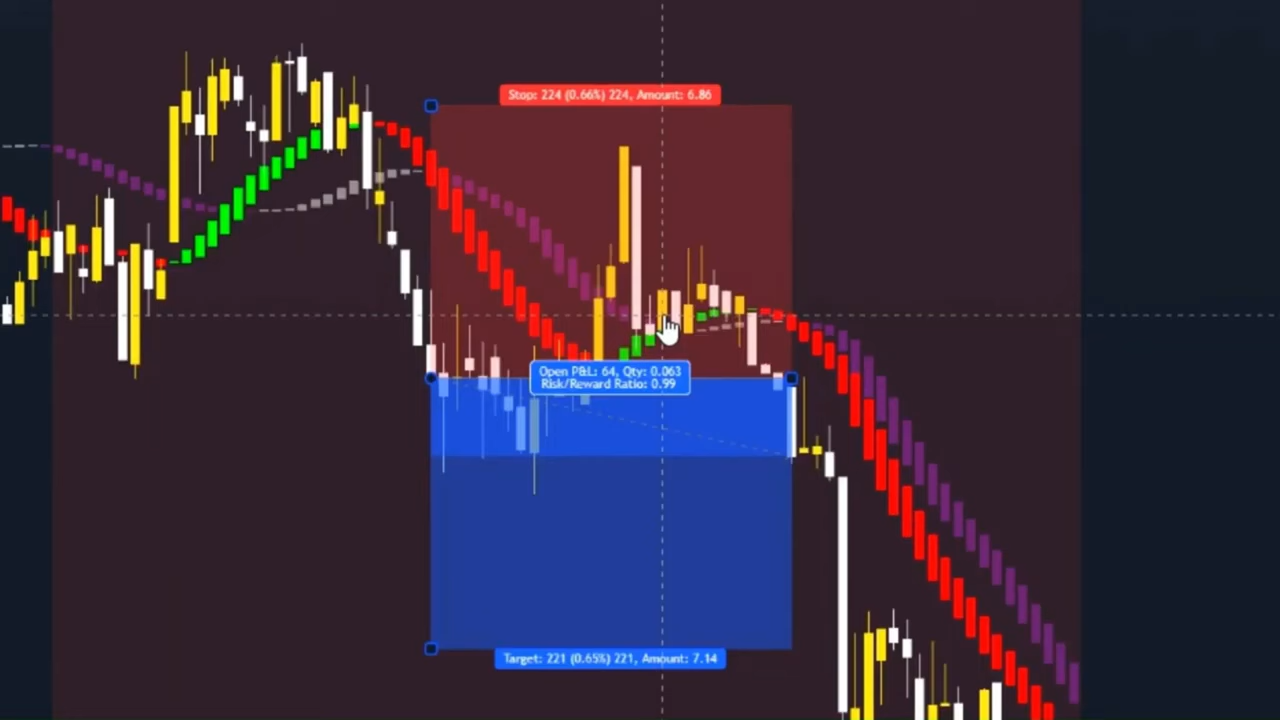 Stop: 224 (0.66%) 224, Amount: 6.86
Open P&L: 64, Qty: 0.063
Risk/Reward Ratio: 0.99
Target: 221 (0.65%) 221, Amount: 7.14